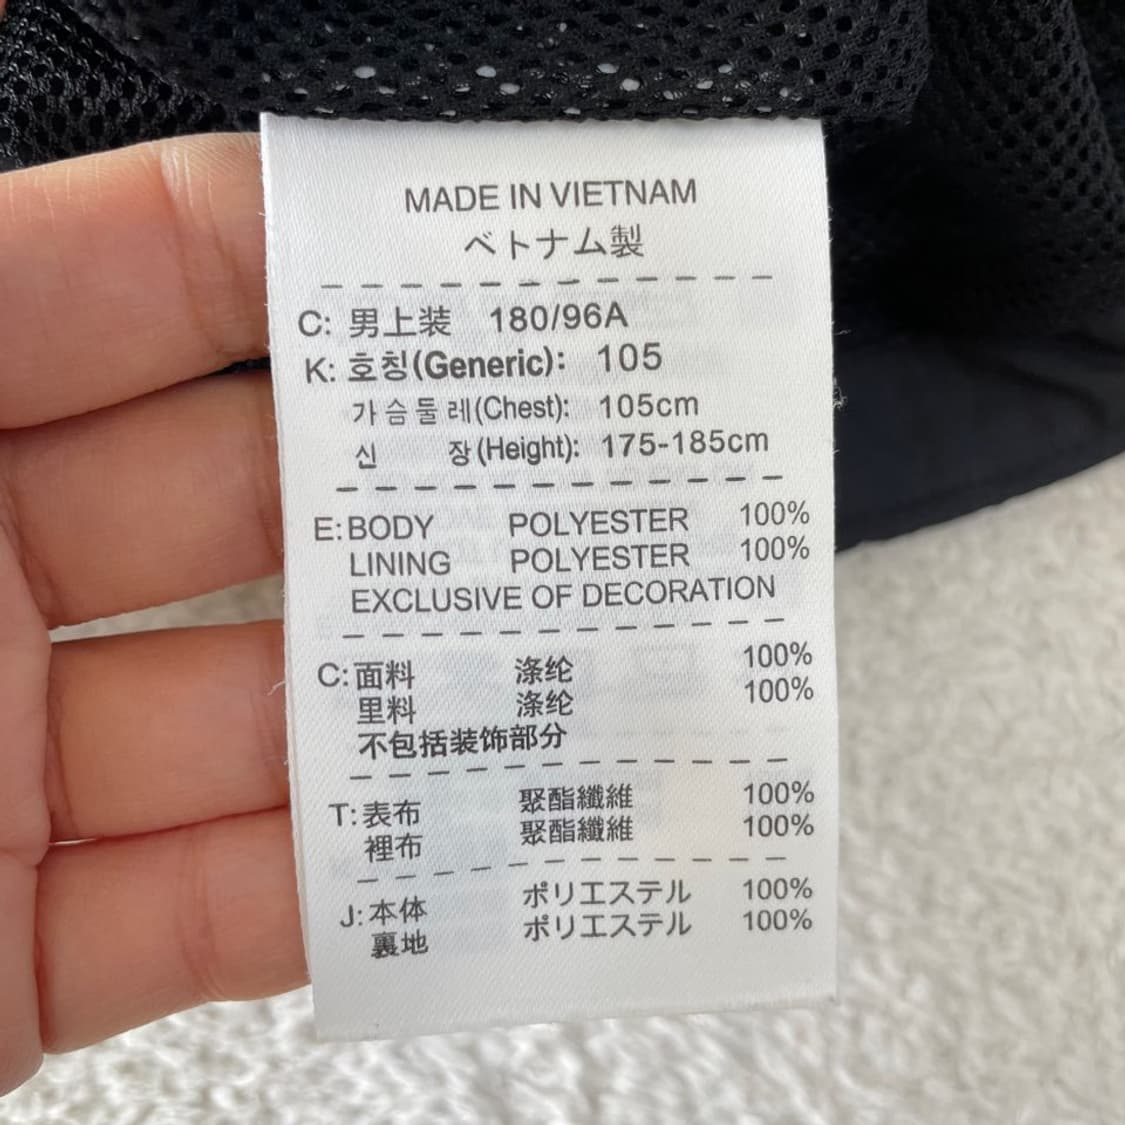 MADE IN VIETNAM
ベトナム製
C: 男上装 180/96A
K: 호칭(Generic): 105
가슴둘레(Chest): 105cm
신 장(Height): 175-185cm
E: BODY POLYESTER 100%
LINING POLYESTER 100%
EXCLUSIVE OF DECORATION
C: 面料 涤纶 100%
里料 涤纶 100%
不包括装饰部分
T: 表布 聚酯纖維 100%
裡布 聚酯纖維 100%
J: 本体 ポリエステル 100%
裏地 ポリエステル 100%